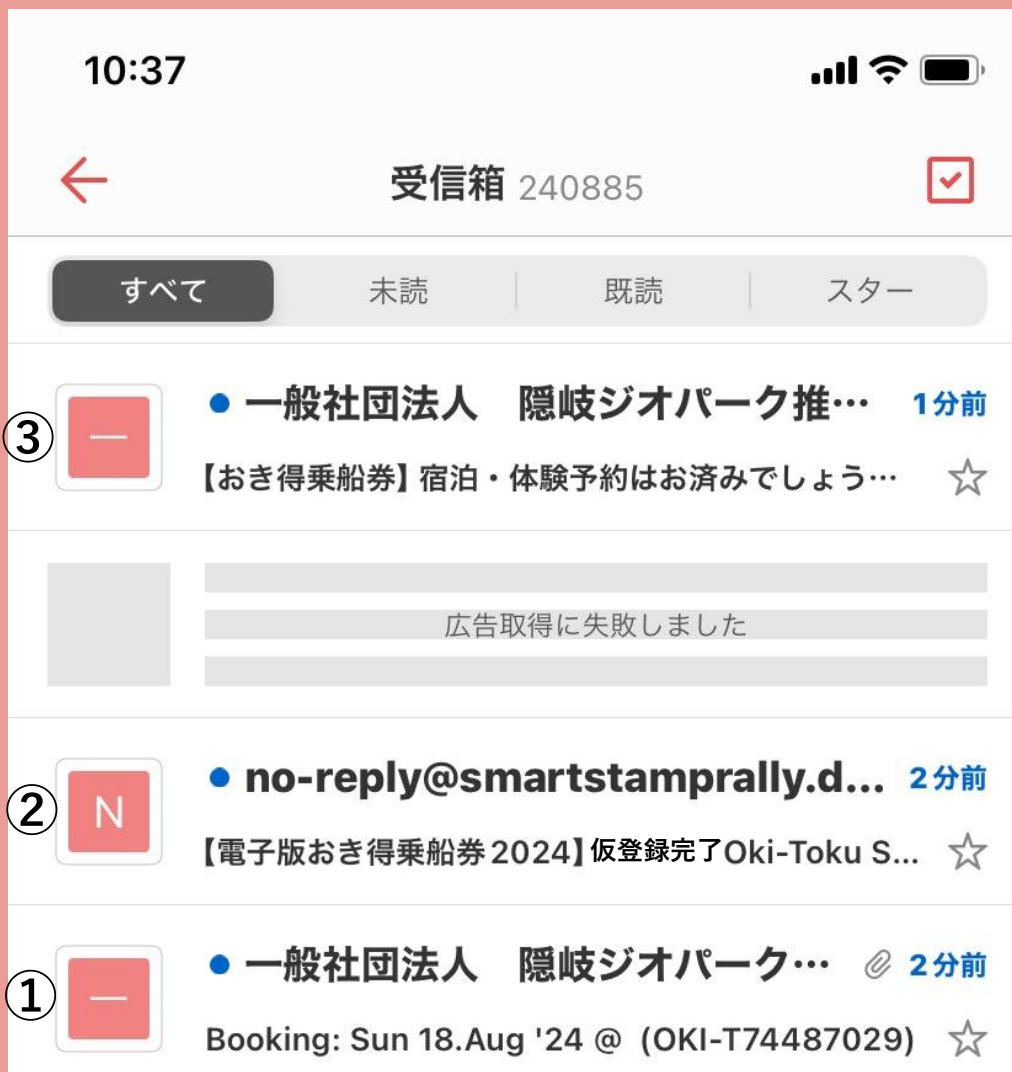 10:37
受信箱 240885
すべて 未読 既読 スター
③ 一 一般社団法人　隠岐ジオパーク推… 1分前
【おき得乗船券】宿泊・体験予約はお済みでしょう…
広告取得に失敗しました
② N no-reply@smartstamprally.d... 2分前
【電子版おき得乗船券2024】仮登録完了Oki-Toku S...
① 一 一般社団法人　隠岐ジオパーク… 2分前
Booking: Sun 18.Aug '24 @ (OKI-T74487029)